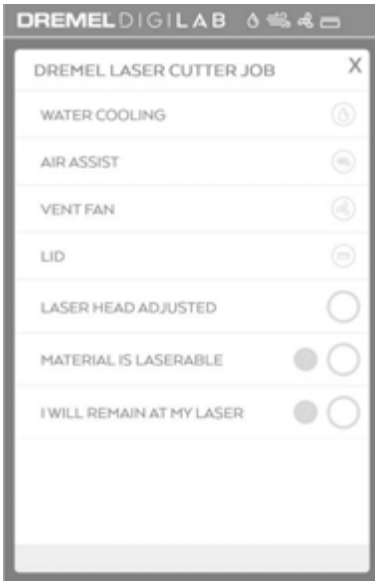 DREMEL DIGILAB
DREMEL LASER CUTTER JOB X
WATER COOLING
AIR ASSIST
VENT FAN
LID
LASER HEAD ADJUSTED
MATERIAL IS LASERABLE
I WILL REMAIN AT MY LASER